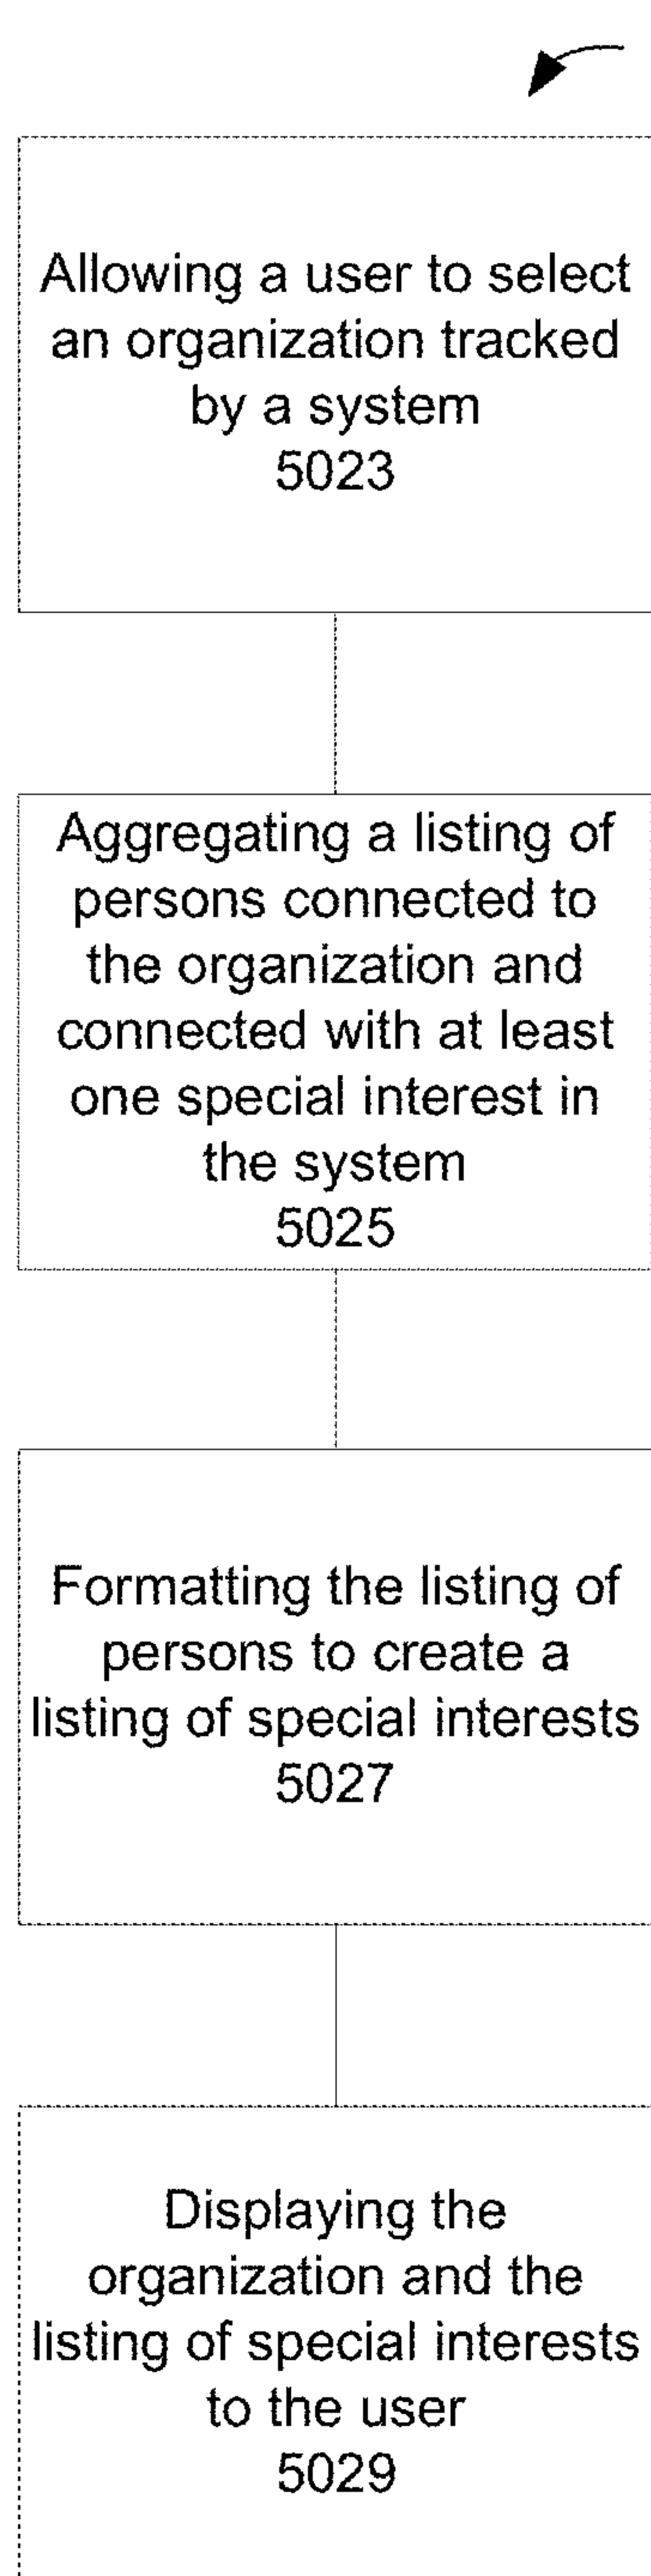 Allowing a user to select
an organization tracked
by a system
5023
Aggregating a listing of
persons connected to
the organization and
connected with at least
one special interest in
the system
5025
Formatting the listing of
persons to create a
listing of special interests
5027
Displaying the
organization and the
listing of special interests
to the user
5029